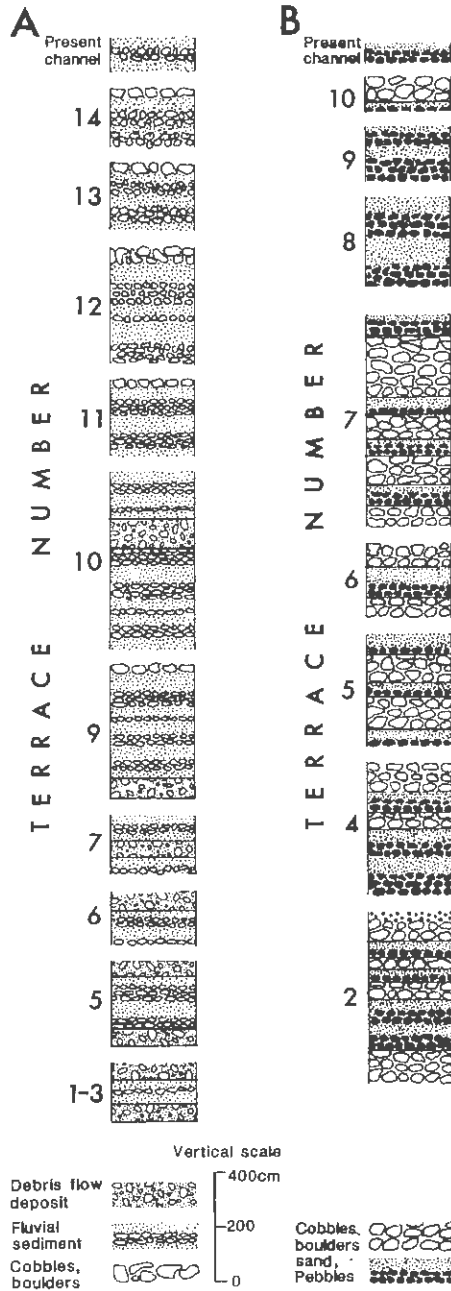 A
Present
channel
14
13
12
11
10
9
7
6
5
1-3
TERRACE NUMBER
B
Present
channel
10
9
8
7
6
5
4
2
TERRACE NUMBER
Vertical scale
400cm
200
0
Debris flow
deposit
Fluvial
sediment
Cobbles,
boulders
Cobbles,
boulders
sand,
Pebbles